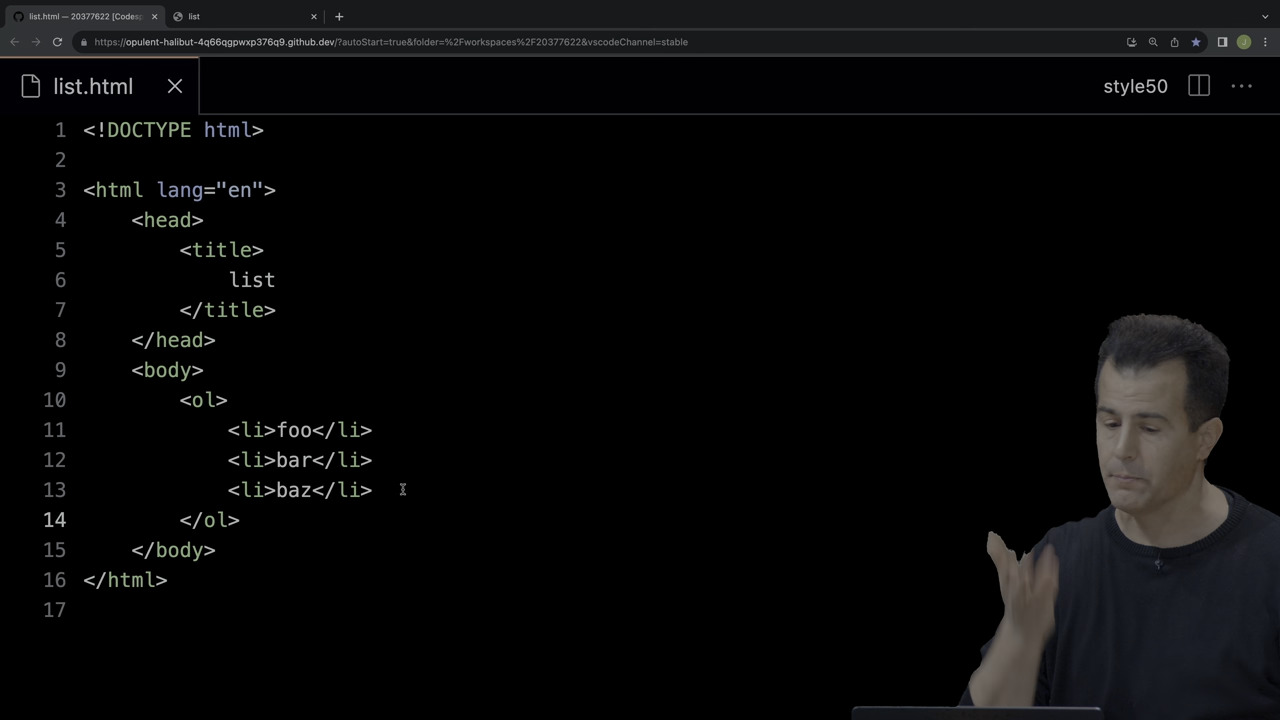 list.html — 20377622 [Codesp
list
https://opulent-halibut-4q66qgpwxp376q9.github.dev/?autoStart=true&folder=%2Fworkspaces%2F20377622&vscodeChannel=stable
J
list.html
style50
1 <!DOCTYPE html>
2
3 <html lang="en">
4 <head>
5 <title>
6 list
7 </title>
8 </head>
9 <body>
10 <ol>
11 <li>foo</li>
12 <li>bar</li>
13 <li>baz</li>
14 </ol>
15 </body>
16 </html>
17